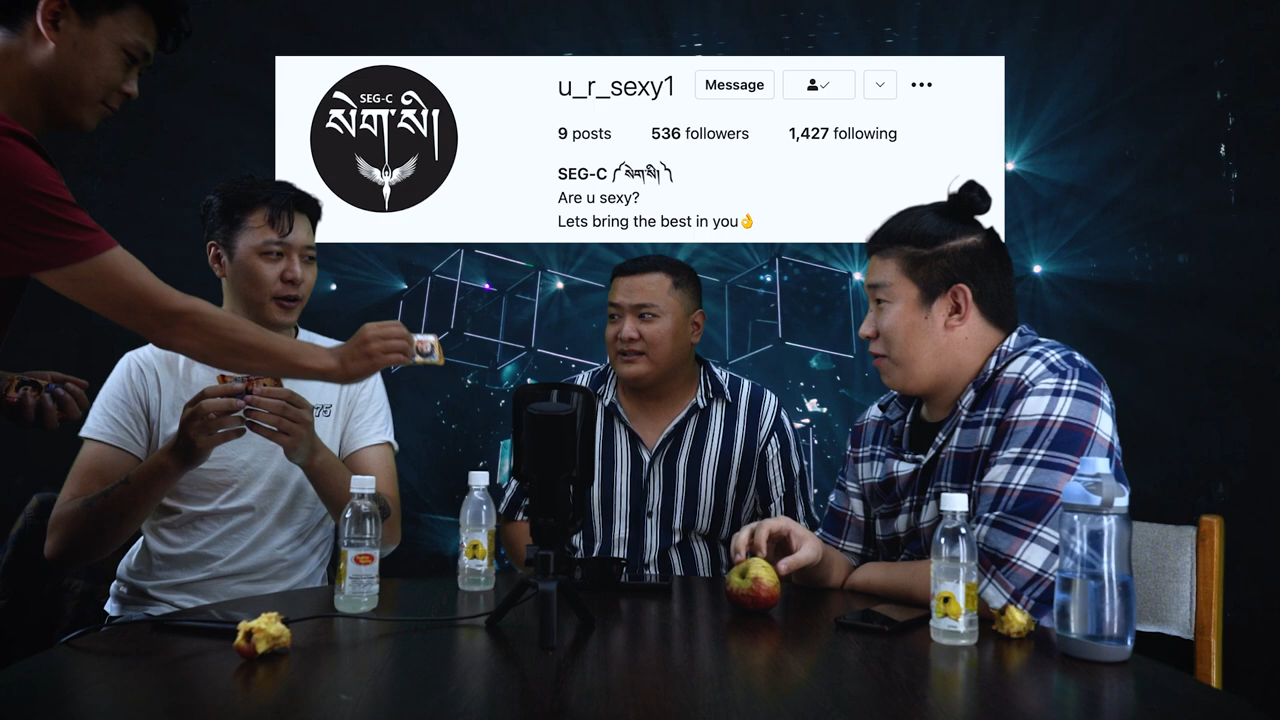 SEG-C
སེག་སི།
u_r_sexy1
Message
9 posts 536 followers 1,427 following
SEG-C ༼ སེག་སི། ༽
Are u sexy?
Lets bring the best in you👌
75